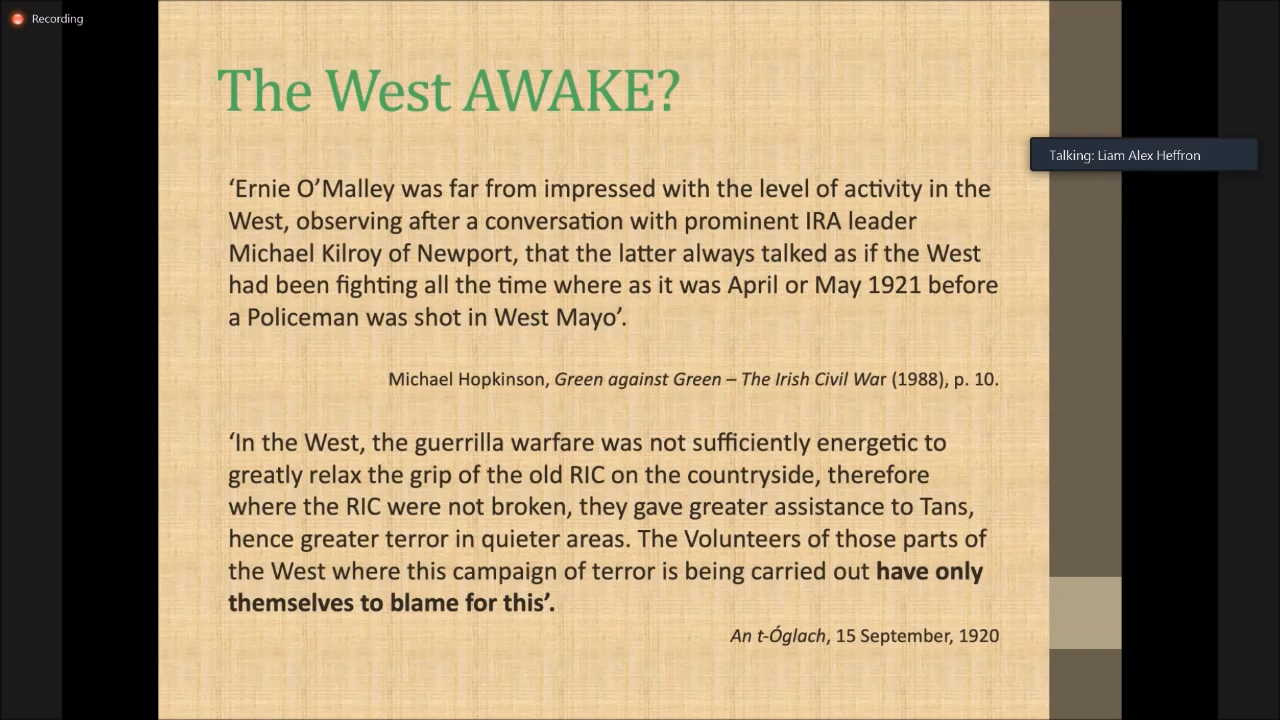 Recording
The West AWAKE?
Talking: Liam Alex Heffron
‘Ernie O’Malley was far from impressed with the level of activity in the
West, observing after a conversation with prominent IRA leader
Michael Kilroy of Newport, that the latter always talked as if the West
had been fighting all the time where as it was April or May 1921 before
a Policeman was shot in West Mayo’.
Michael Hopkinson, Green against Green – The Irish Civil War (1988), p. 10.
‘In the West, the guerrilla warfare was not sufficiently energetic to
greatly relax the grip of the old RIC on the countryside, therefore
where the RIC were not broken, they gave greater assistance to Tans,
hence greater terror in quieter areas. The Volunteers of those parts of
the West where this campaign of terror is being carried out have only
themselves to blame for this’.
An t-Óglach, 15 September, 1920